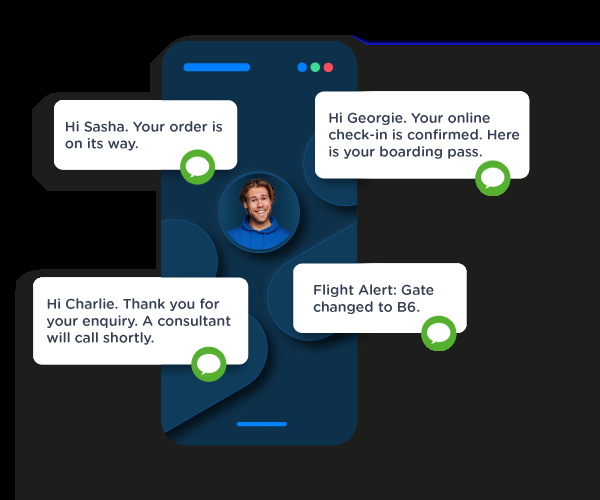 Hi Sasha. Your order is
on its way.
Hi Georgie. Your online
check-in is confirmed. Here
is your boarding pass.
Hi Charlie. Thank you for
your enquiry. A consultant
will call shortly.
Flight Alert: Gate
changed to B6.